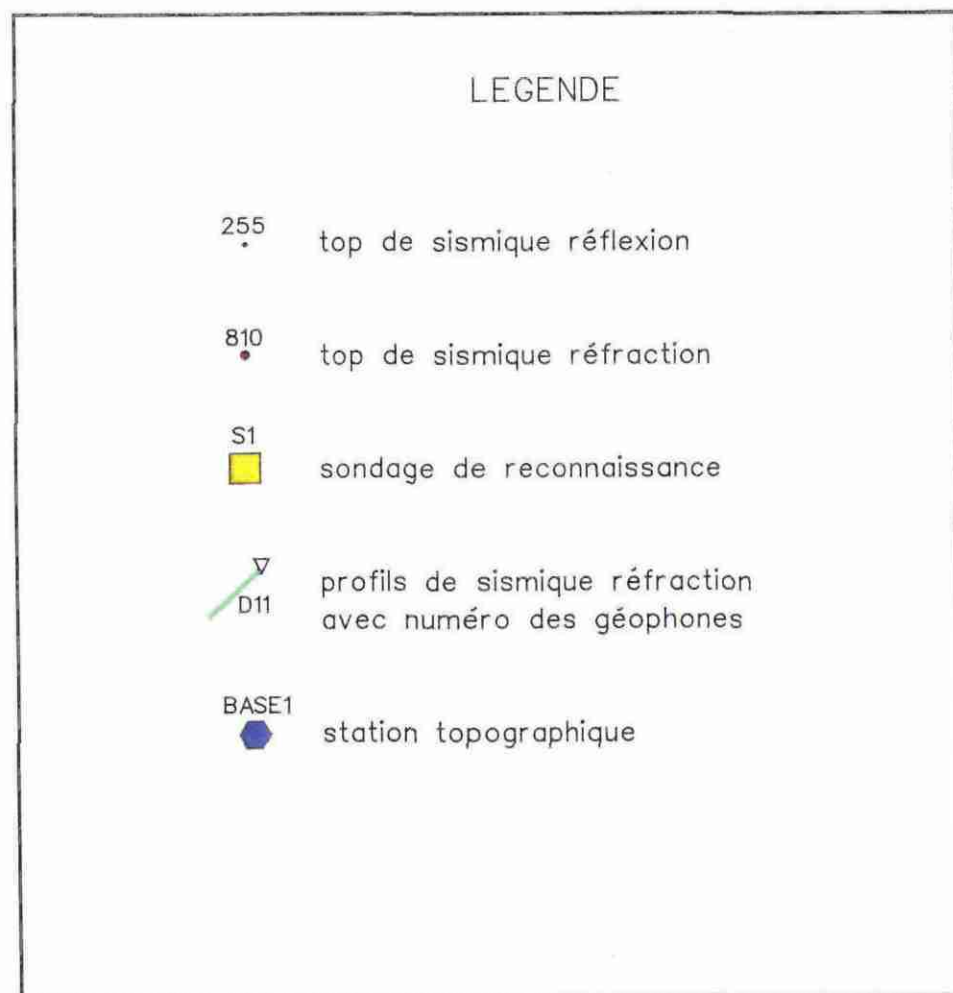 LEGENDE
255
top de sismique réflexion
810
top de sismique réfraction
S1
sondage de reconnaissance
D11
profils de sismique réfraction
avec numéro des géophones
BASE1
station topographique